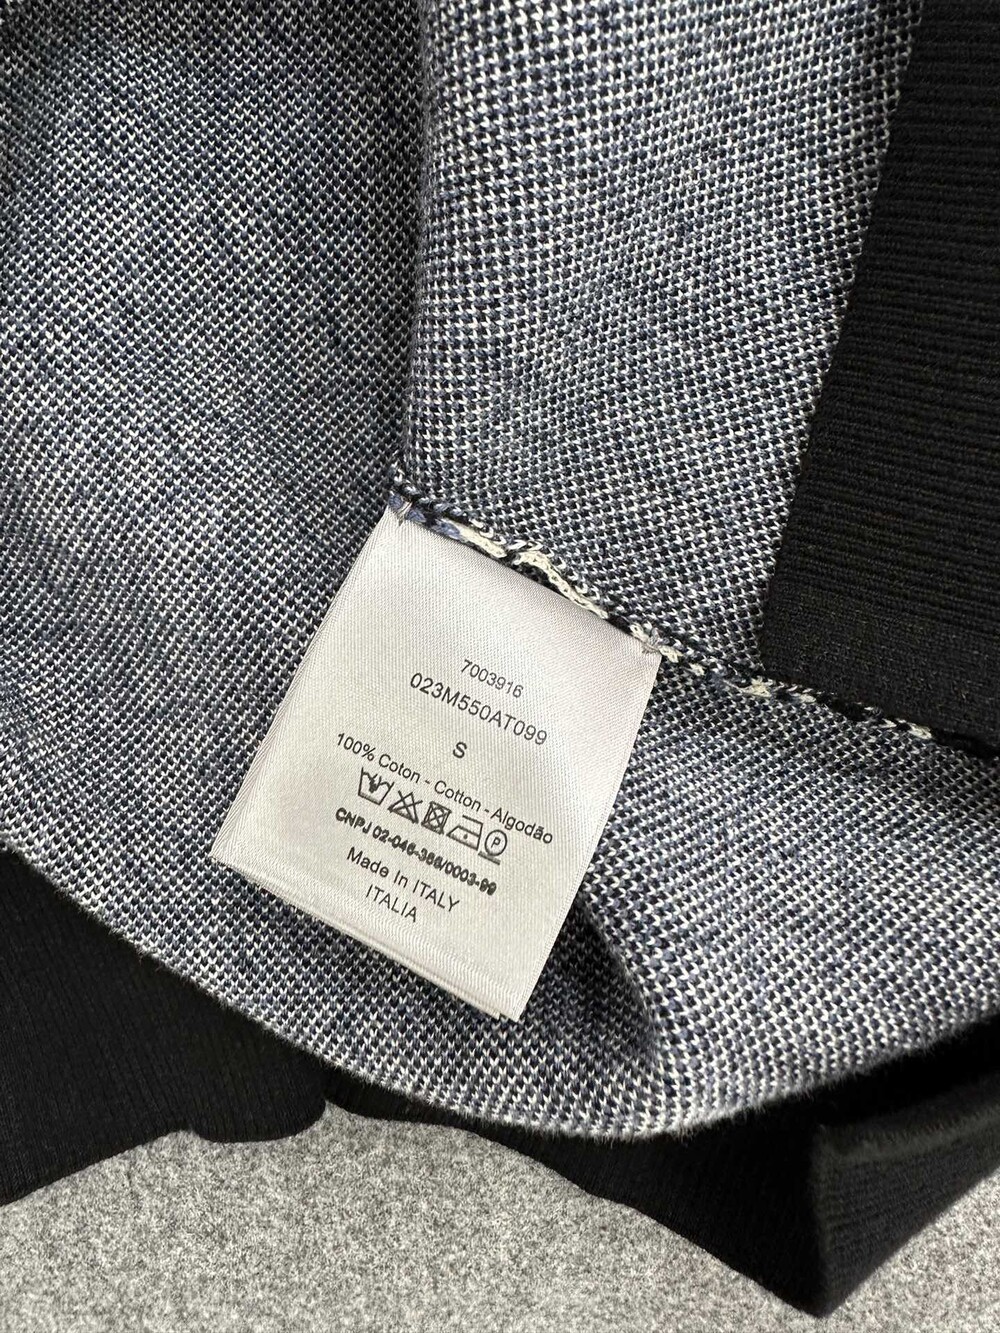 7003916
023M550AT099
S
100% Coton - Cotton - Algodão
P
CNPJ 02-046-386/0003-99
Made In ITALY
ITALIA